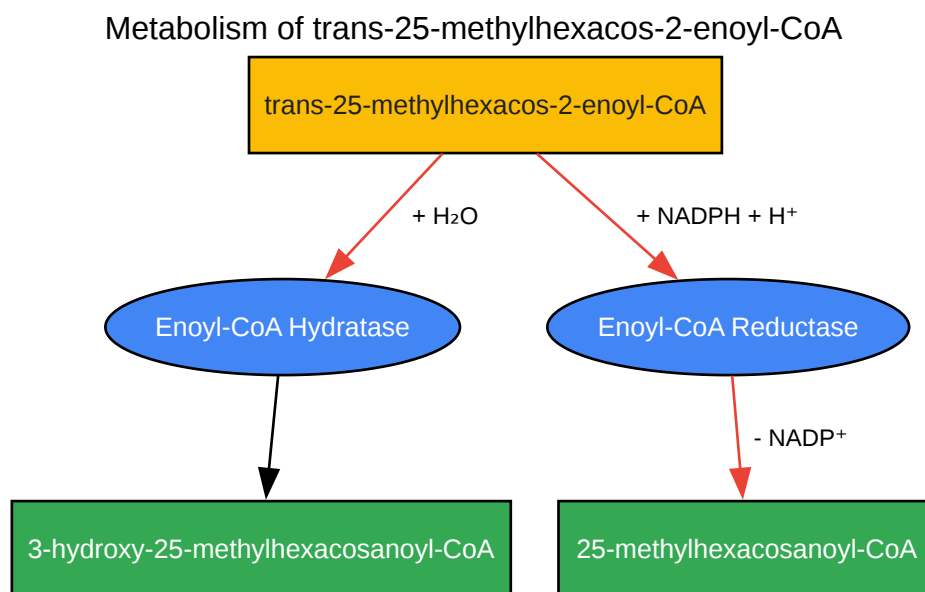 Metabolism of trans-25-methylhexacos-2-enoyl-CoA
trans-25-methylhexacos-2-enoyl-CoA
+ H₂O
+ NADPH + H⁺
Enoyl-CoA Hydratase
Enoyl-CoA Reductase
- NADP⁺
3-hydroxy-25-methylhexacosanoyl-CoA
25-methylhexacosanoyl-CoA